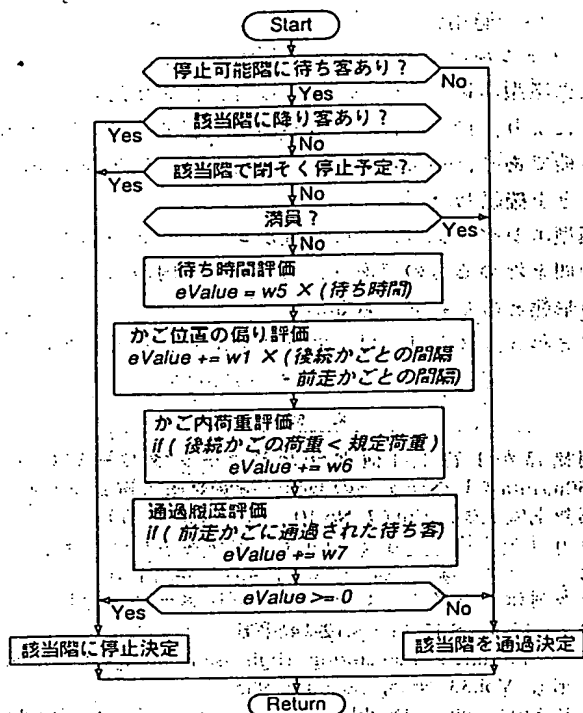 Start
停止可能階に待ち客あり？
No
Yes
該当階に降り客あり？
Yes
No
該当階で閉そく停止予定？
Yes
No
満員？
Yes
No
待ち時間評価
eValue = w5 × (待ち時間)
かご位置の偏り評価
eValue += w1 × (後続かごとの間隔
- 前走かごとの間隔)
かご内荷重評価
if ( 後続かごの荷重 < 規定荷重 )
eValue += w6
通過履歴評価
if ( 前走かごに通過された待ち客)
eValue += w7
eValue >= 0
Yes
No
該当階に停止決定
該当階を通過決定
Return